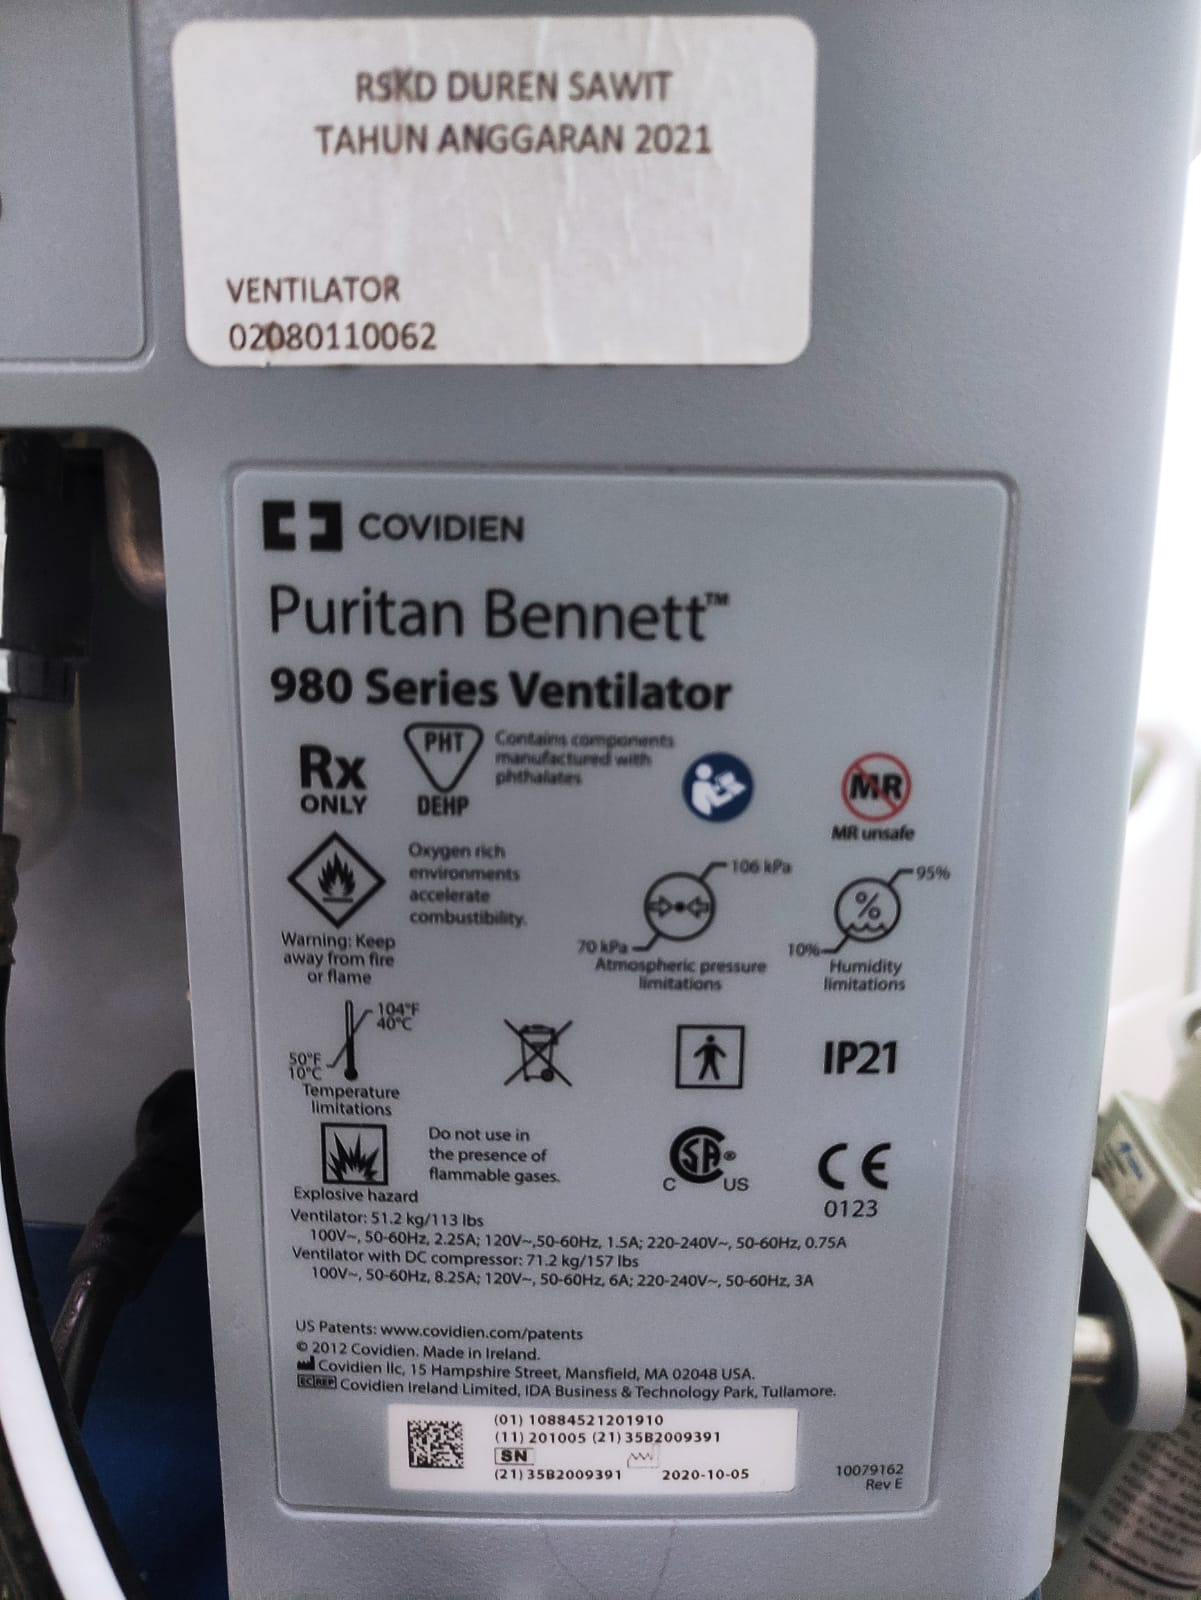 RSKD DUREN SAWIT
TAHUN ANGGARAN 2021
VENTILATOR
02080110062
COVIDIEN
Puritan Bennett™
980 Series Ventilator
Rx
ONLY
PHT
DEHP
Contains components
manufactured with
phthalates
MR
MR unsafe
Warning: Keep
away from fire
or flame
Oxygen rich
environments
accelerate
combustibility.
106 kPa
70 kPa
Atmospheric pressure
limitations
95%
%
10%
Humidity
limitations
104°F
40°C
50°F
10°C
Temperature
limitations
IP21
Explosive hazard
Do not use in
the presence of
flammable gases.
SA®
C US
CE
0123
Ventilator: 51.2 kg/113 lbs
100V~, 50-60Hz, 2.25A; 120V~,50-60Hz, 1.5A; 220-240V~, 50-60Hz, 0.75A
Ventilator with DC compressor: 71.2 kg/157 lbs
100V~, 50-60Hz, 8.25A; 120V~, 50-60Hz, 6A; 220-240V~, 50-60Hz, 3A
US Patents: www.covidien.com/patents
© 2012 Covidien. Made in Ireland.
Covidien llc, 15 Hampshire Street, Mansfield, MA 02048 USA.
EC REP Covidien Ireland Limited, IDA Business & Technology Park, Tullamore.
(01) 10884521201910
(11) 201005 (21) 35B2009391
SN
(21) 35B2009391 2020-10-05
10079162
Rev E